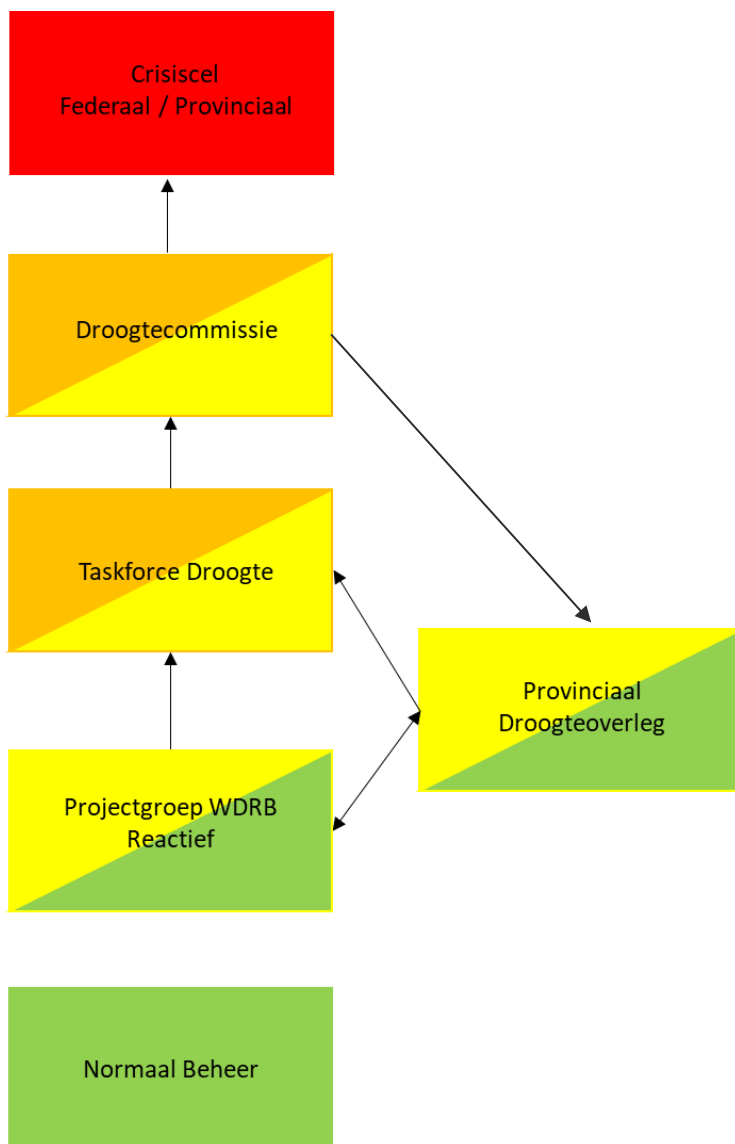 Crisiscel
Federaal / Provinciaal
Droogtecommissie
Taskforce Droogte
Provinciaal
Droogteoverleg
Projectgroep WDRB
Reactief
Normaal Beheer